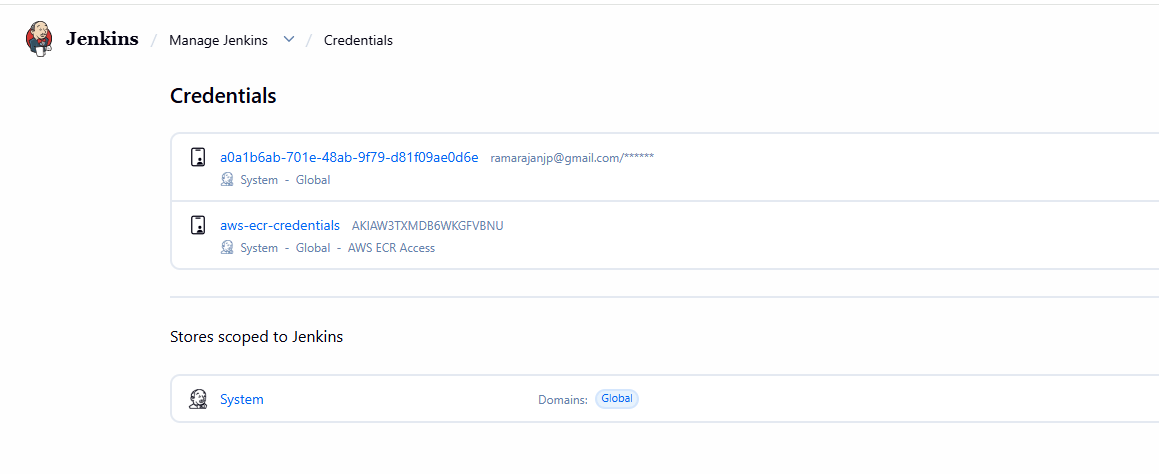 Jenkins / Manage Jenkins / Credentials
Credentials
a0a1b6ab-701e-48ab-9f79-d81f09ae0d6e ramarajanjp@gmail.com/******
System - Global
aws-ecr-credentials AKIAW3TXMDB6WKGFVBNU
System - Global - AWS ECR Access
Stores scoped to Jenkins
System Domains: Global